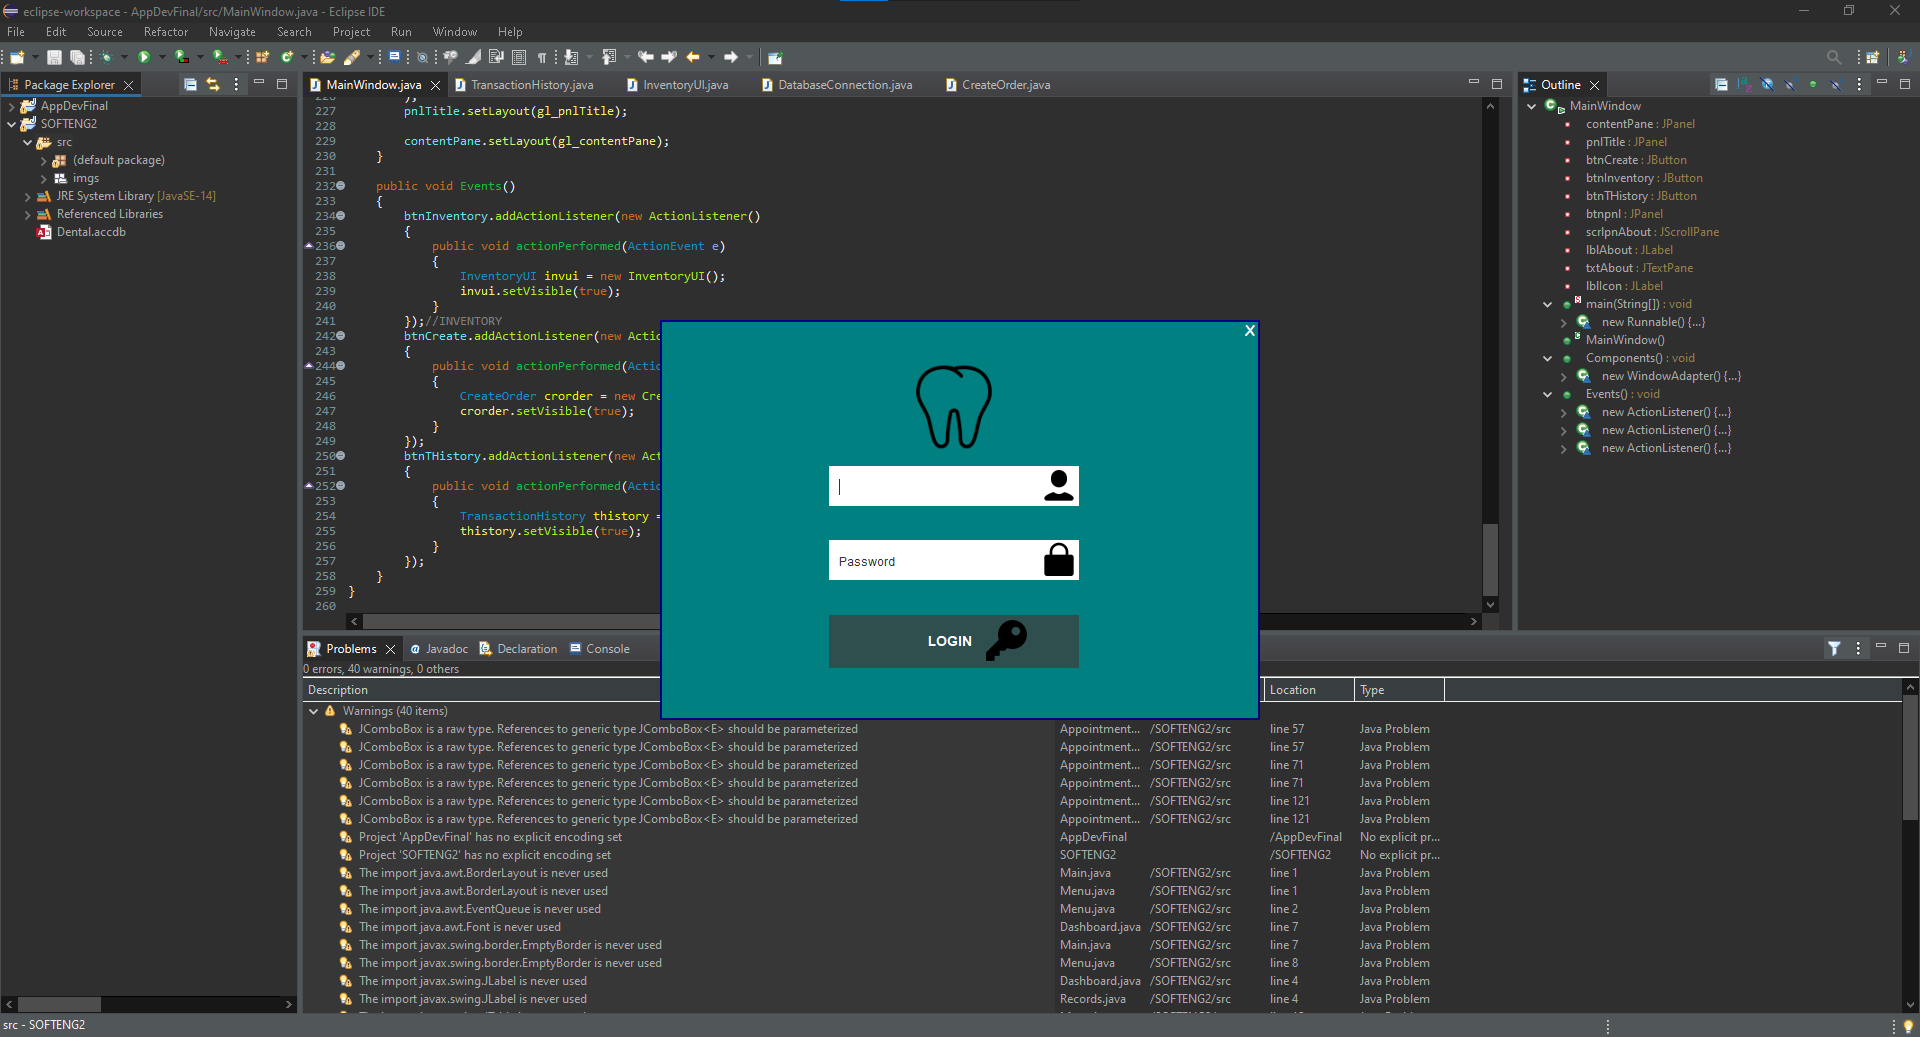 eclipse-workspace - AppDevFinal/src/MainWindow.java - Eclipse IDE
File Edit Source Refactor Navigate Search Project Run Window Help
Package Explorer
AppDevFinal
SOFTENG2
src
(default package)
imgs
JRE System Library [JavaSE-14]
Referenced Libraries
Dental.accdb
MainWindow.java TransactionHistory.java InventoryUI.java DatabaseConnection.java CreateOrder.java
227 pnlTitle.setLayout(gl_pnlTitle);
228
229 contentPane.setLayout(gl_contentPane);
230 }
231
232 public void Events()
233 {
234 btnInventory.addActionListener(new ActionListener()
235 {
236 public void actionPerformed(ActionEvent e)
237 {
238 InventoryUI invui = new InventoryUI();
239 invui.setVisible(true);
240 }
241 });//INVENTORY
242 btnCreate.addActionListener(new Actio
243 {
244 public void actionPerformed(Actio
245 {
246 CreateOrder crorder = new Cre
247 crorder.setVisible(true);
248 }
249 });
250 btnTHistory.addActionListener(new Act
251 {
252 public void actionPerformed(Actio
253 {
254 TransactionHistory thistory =
255 thistory.setVisible(true);
256 }
257 });
258 }
259 }
260
X
Password
LOGIN
Outline
MainWindow
contentPane : JPanel
pnlTitle : JPanel
btnCreate : JButton
btnInventory : JButton
btnTHistory : JButton
btnpnl : JPanel
scrlpnAbout : JScrollPane
lblAbout : JLabel
txtAbout : JTextPane
lblIcon : JLabel
main(String[]) : void
new Runnable() {...}
MainWindow()
Components() : void
new WindowAdapter() {...}
Events() : void
new ActionListener() {...}
new ActionListener() {...}
new ActionListener() {...}
Problems Javadoc Declaration Console
0 errors, 40 warnings, 0 others
Description Location Type
Warnings (40 items)
JComboBox is a raw type. References to generic type JComboBox<E> should be parameterized Appointment... /SOFTENG2/src line 57 Java Problem
JComboBox is a raw type. References to generic type JComboBox<E> should be parameterized Appointment... /SOFTENG2/src line 57 Java Problem
JComboBox is a raw type. References to generic type JComboBox<E> should be parameterized Appointment... /SOFTENG2/src line 71 Java Problem
JComboBox is a raw type. References to generic type JComboBox<E> should be parameterized Appointment... /SOFTENG2/src line 71 Java Problem
JComboBox is a raw type. References to generic type JComboBox<E> should be parameterized Appointment... /SOFTENG2/src line 121 Java Problem
JComboBox is a raw type. References to generic type JComboBox<E> should be parameterized Appointment... /SOFTENG2/src line 121 Java Problem
Project 'AppDevFinal' has no explicit encoding set AppDevFinal /AppDevFinal No explicit pr...
Project 'SOFTENG2' has no explicit encoding set SOFTENG2 /SOFTENG2 No explicit pr...
The import java.awt.BorderLayout is never used Main.java /SOFTENG2/src line 1 Java Problem
The import java.awt.BorderLayout is never used Menu.java /SOFTENG2/src line 1 Java Problem
The import java.awt.EventQueue is never used Menu.java /SOFTENG2/src line 2 Java Problem
The import java.awt.Font is never used Dashboard.java /SOFTENG2/src line 7 Java Problem
The import javax.swing.border.EmptyBorder is never used Main.java /SOFTENG2/src line 7 Java Problem
The import javax.swing.border.EmptyBorder is never used Menu.java /SOFTENG2/src line 8 Java Problem
The import javax.swing.JLabel is never used Dashboard.java /SOFTENG2/src line 4 Java Problem
The import javax.swing.JLabel is never used Records.java /SOFTENG2/src line 4 Java Problem
src - SOFTENG2